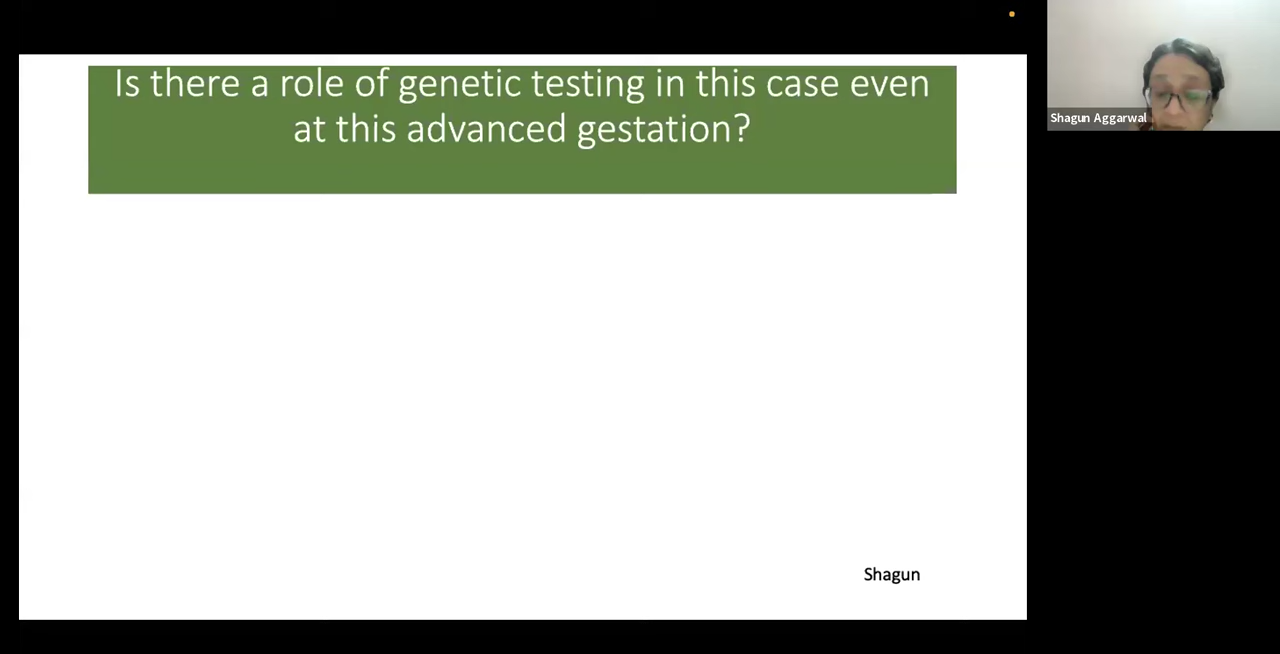 Is there a role of genetic testing in this case even
at this advanced gestation?
Shagun Aggarwal
Shagun